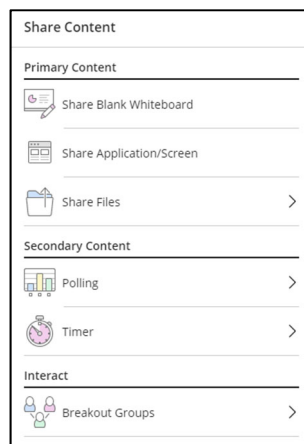 Share Content
Primary Content
Share Blank Whiteboard
Share Application/Screen
Share Files
Secondary Content
Polling
Timer
Interact
Breakout Groups